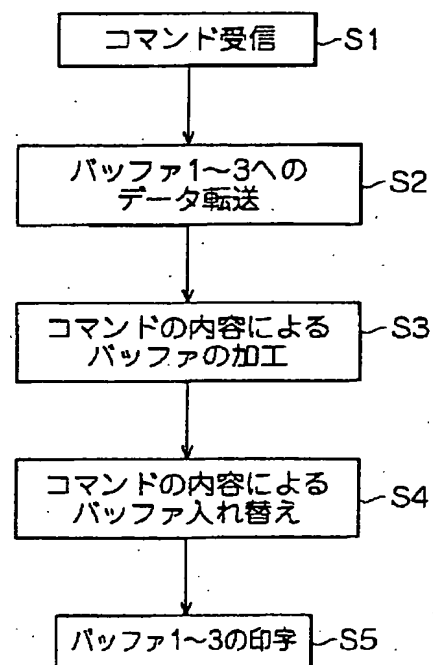 コマンド受信 S1
バッファ1〜3への
データ転送 S2
コマンドの内容による S3
バッファの加工
コマンドの内容による
バッファ入れ替え S4
バッファ1〜3の印字 S5